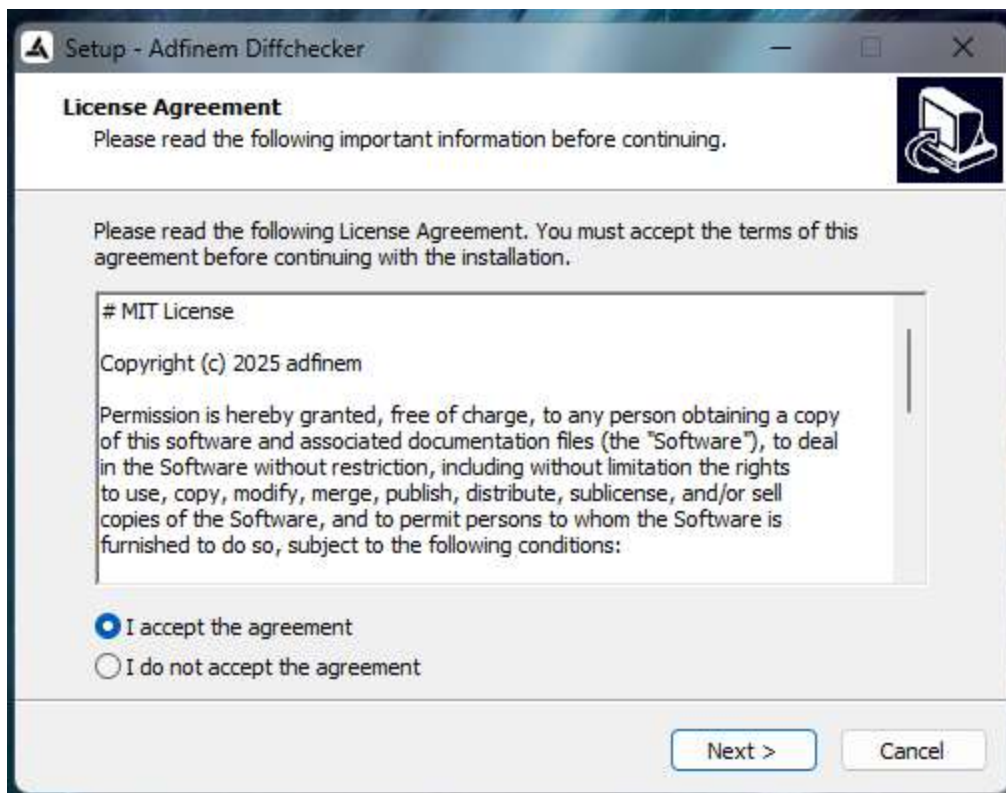 Setup - Adfinem Diffchecker
License Agreement
Please read the following important information before continuing.
Please read the following License Agreement. You must accept the terms of this
agreement before continuing with the installation.
# MIT License
Copyright (c) 2025 adfinem
Permission is hereby granted, free of charge, to any person obtaining a copy
of this software and associated documentation files (the "Software"), to deal
in the Software without restriction, including without limitation the rights
to use, copy, modify, merge, publish, distribute, sublicense, and/or sell
copies of the Software, and to permit persons to whom the Software is
furnished to do so, subject to the following conditions:
I accept the agreement
I do not accept the agreement
Next >
Cancel